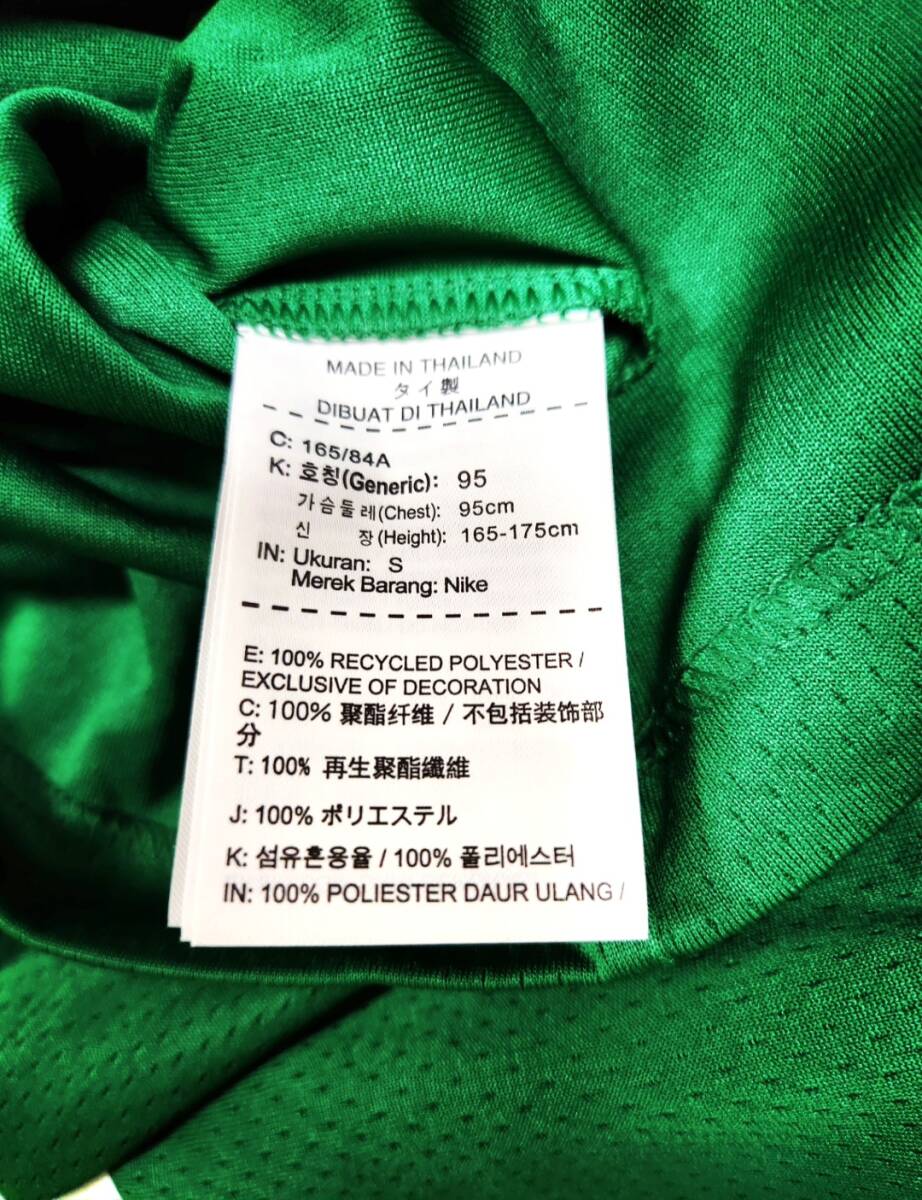 MADE IN THAILAND
タイ製
DIBUAT DI THAILAND
C: 165/84A
K: 호칭(Generic): 95
가슴둘레(Chest): 95cm
신 장(Height): 165-175cm
IN: Ukuran: S
Merek Barang: Nike
E: 100% RECYCLED POLYESTER /
EXCLUSIVE OF DECORATION
C: 100% 聚酯纤维 / 不包括装饰部
分
T: 100% 再生聚酯纖維
J: 100% ポリエステル
K: 섬유혼용율 / 100% 폴리에스터
IN: 100% POLIESTER DAUR ULANG /